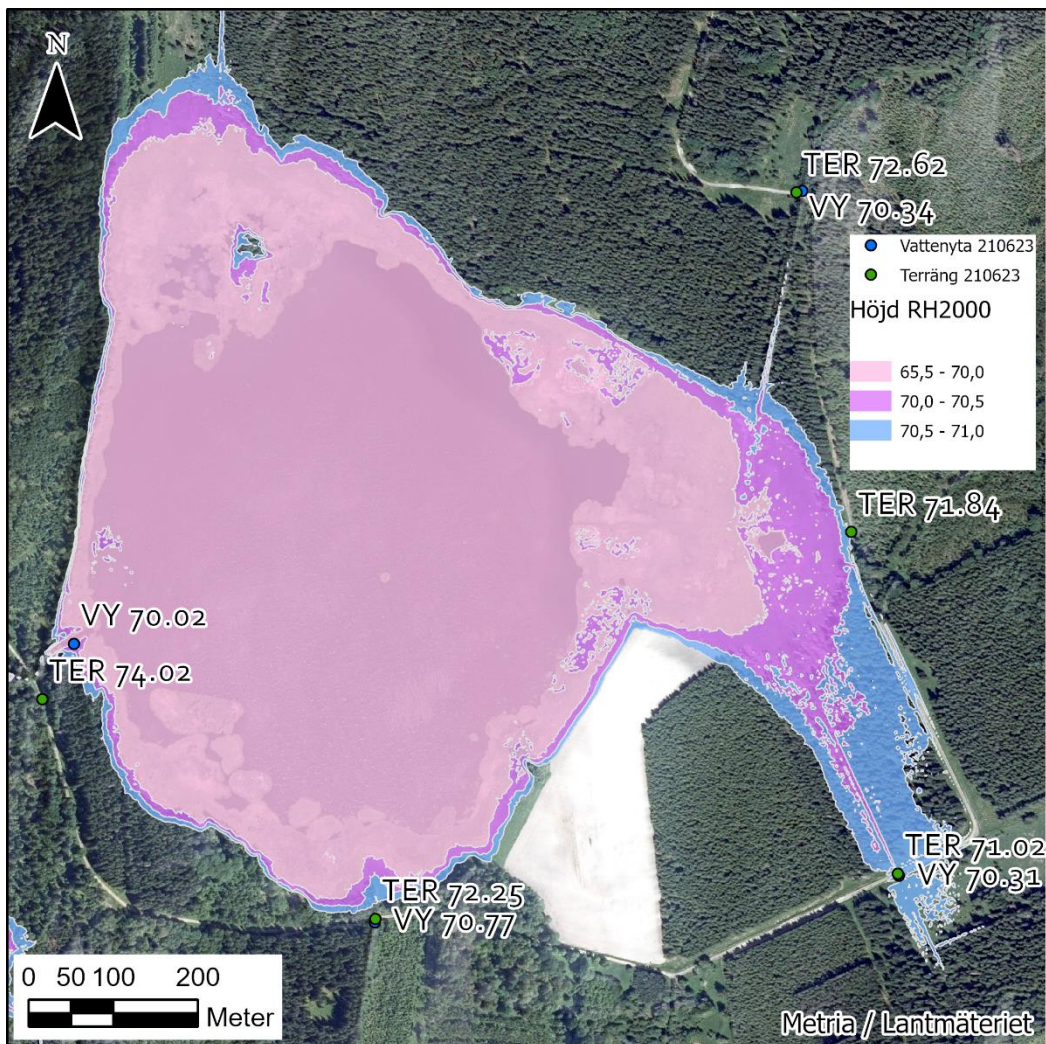 N
TER 72.62
VY 70.34
Vattenyta 210623
Terräng 210623
Höjd RH2000
65,5 - 70,0
70,0 - 70,5
70,5 - 71,0
TER 71.84
VY 70.02
TER 74.02
TER 71.02
VY 70.31
TER 72.25
VY 70.77
0 50 100 200
Meter
Metria / Lantmäteriet